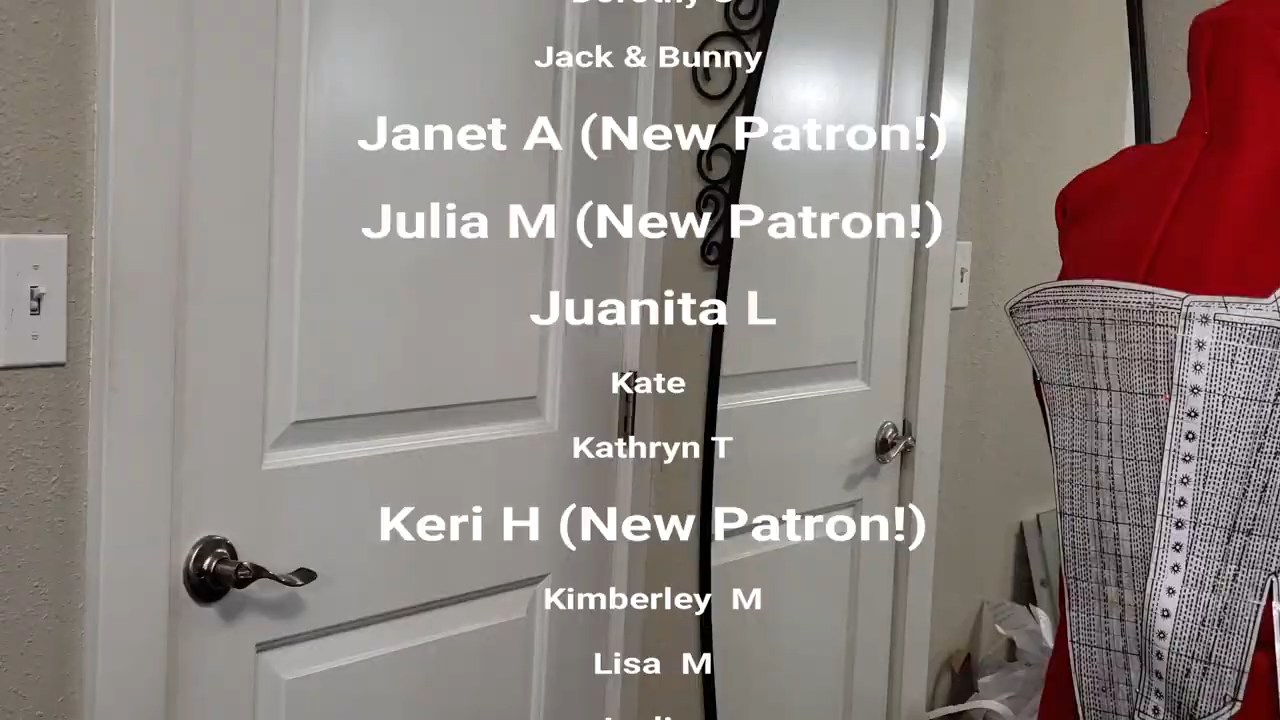 Jack & Bunny
Janet A (New Patron!)
Julia M (New Patron!)
Juanita L
Kate
Kathryn T
Keri H (New Patron!)
Kimberley M
Lisa M